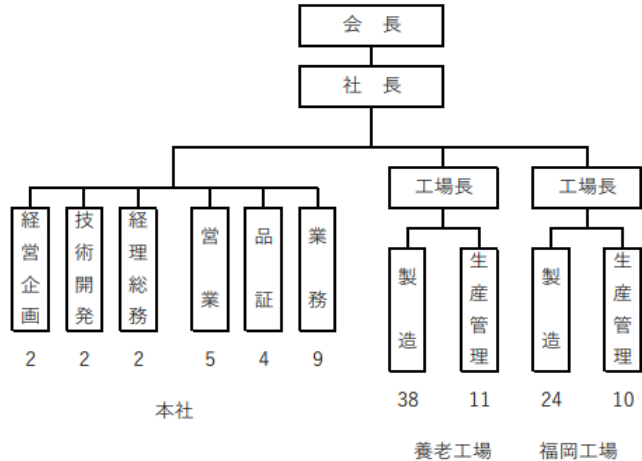 会　長
社　長
工場長
工場長
経営企画
技術開発
経理総務
営業
品証
業務
製造
生産管理
製造
生産管理
2
2
2
5
4
9
38
11
24
10
本社
養老工場
福岡工場